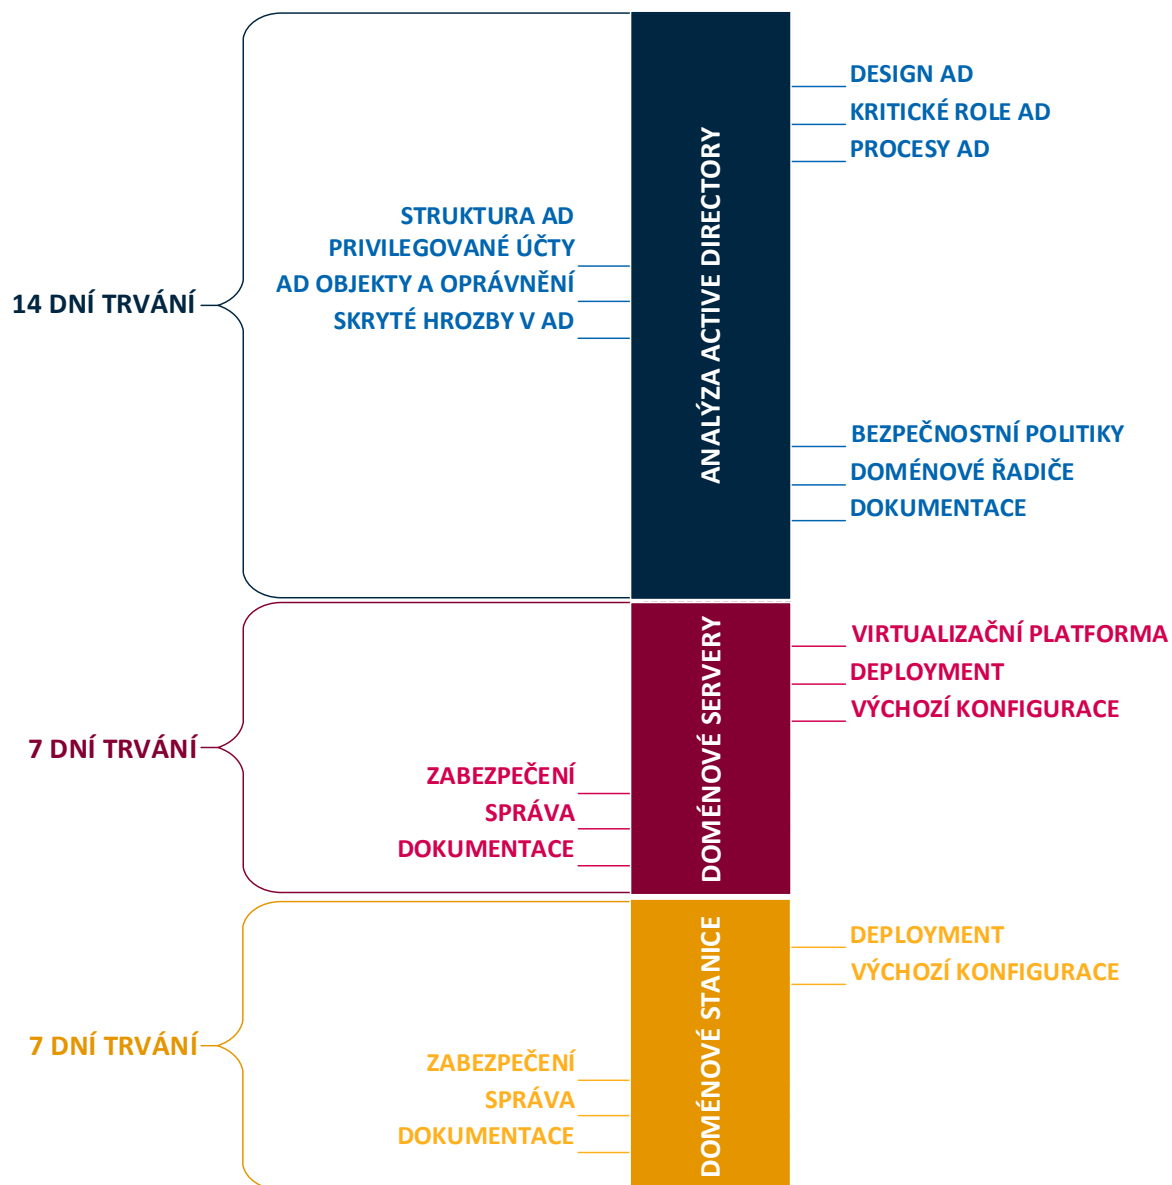 14 DNÍ TRVÁNÍ
ANALÝZA ACTIVE DIRECTORY
DESIGN AD
KRITICKÉ ROLE AD
PROCESY AD
STRUKTURA AD
PRIVILEGOVANÉ ÚČTY
AD OBJEKTY A OPRÁVNĚNÍ
SKRYTÉ HROZBY V AD
BEZPEČNOSTNÍ POLITIKY
DOMÉNOVÉ ŘADIČE
DOKUMENTACE
7 DNÍ TRVÁNÍ
DOMÉNOVÉ SERVERY
VIRTUALIZAČNÍ PLATFORMA
DEPLOYMENT
VÝCHOZÍ KONFIGURACE
ZABEZPEČENÍ
SPRÁVA
DOKUMENTACE
7 DNÍ TRVÁNÍ
DOMÉNOVÉ STANICE
DEPLOYMENT
VÝCHOZÍ KONFIGURACE
ZABEZPEČENÍ
SPRÁVA
DOKUMENTACE